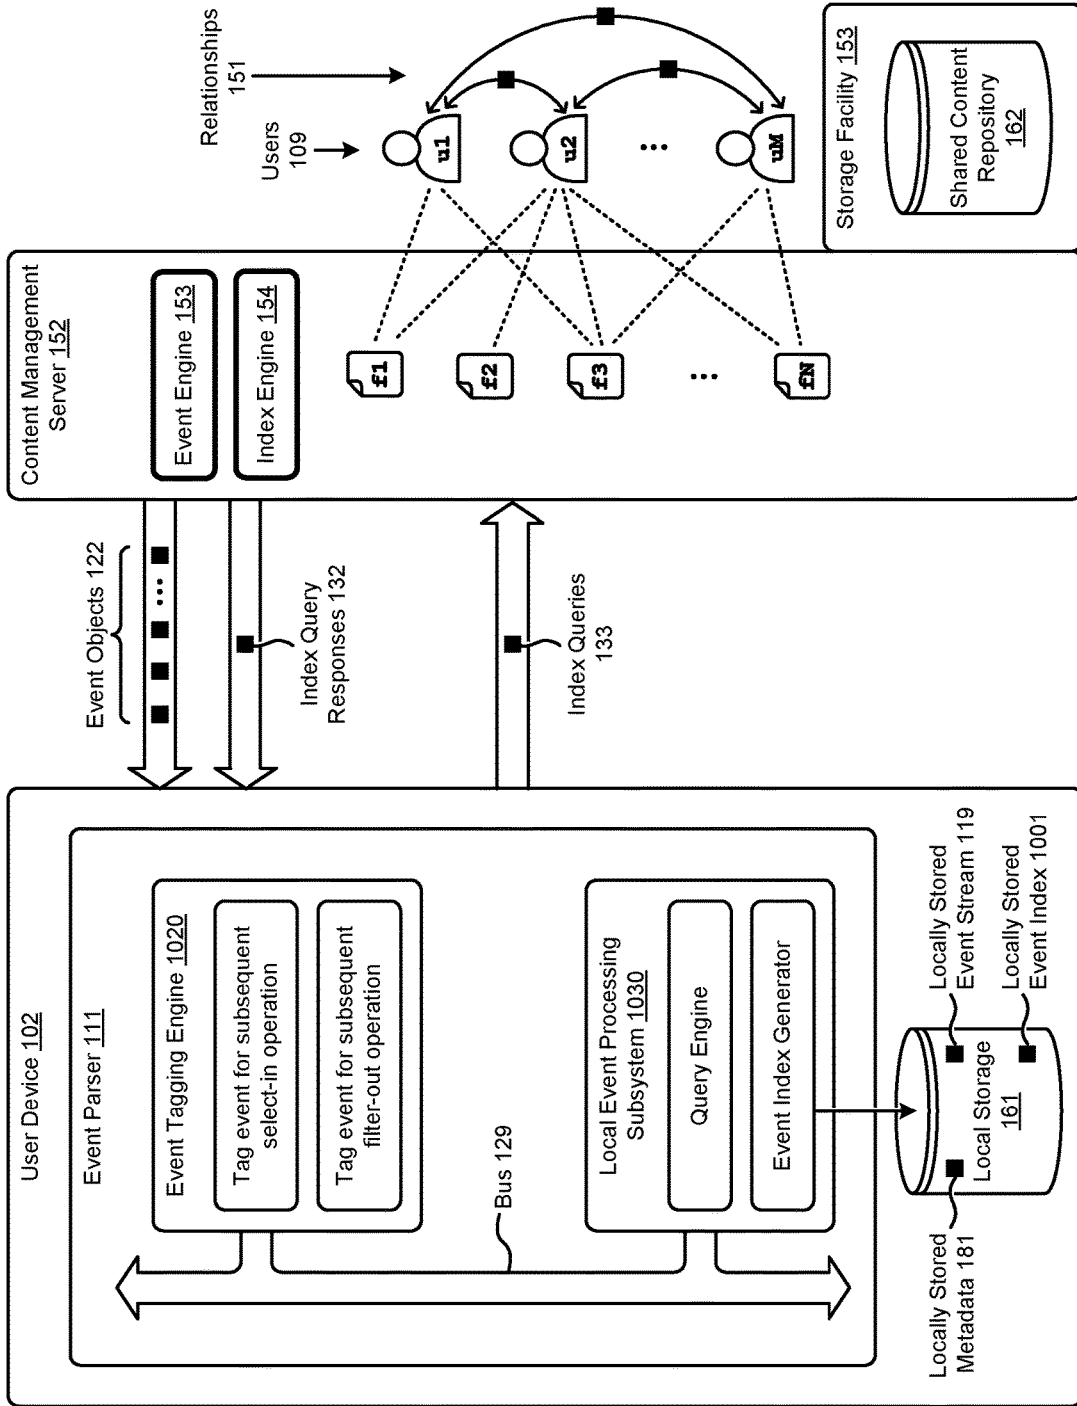 User Device 102
Event Parser 111
Event Tagging Engine 1020
Tag event for subsequent
select-in operation
Tag event for subsequent
filter-out operation
Bus 129
Local Event Processing
Subsystem 1030
Query Engine
Event Index Generator
Locally Stored
Metadata 181
Local Storage
161
Locally Stored
Event Stream 119
Locally Stored
Event Index 1001
Event Objects 122
...
Index Query
Responses 132
Index Queries
133
Content Management
Server 152
Event Engine 153
Index Engine 154
f1
f2
f3
...
fN
Users
109
Relationships
151
u1
u2
...
uM
Storage Facility 153
Shared Content
Repository
162